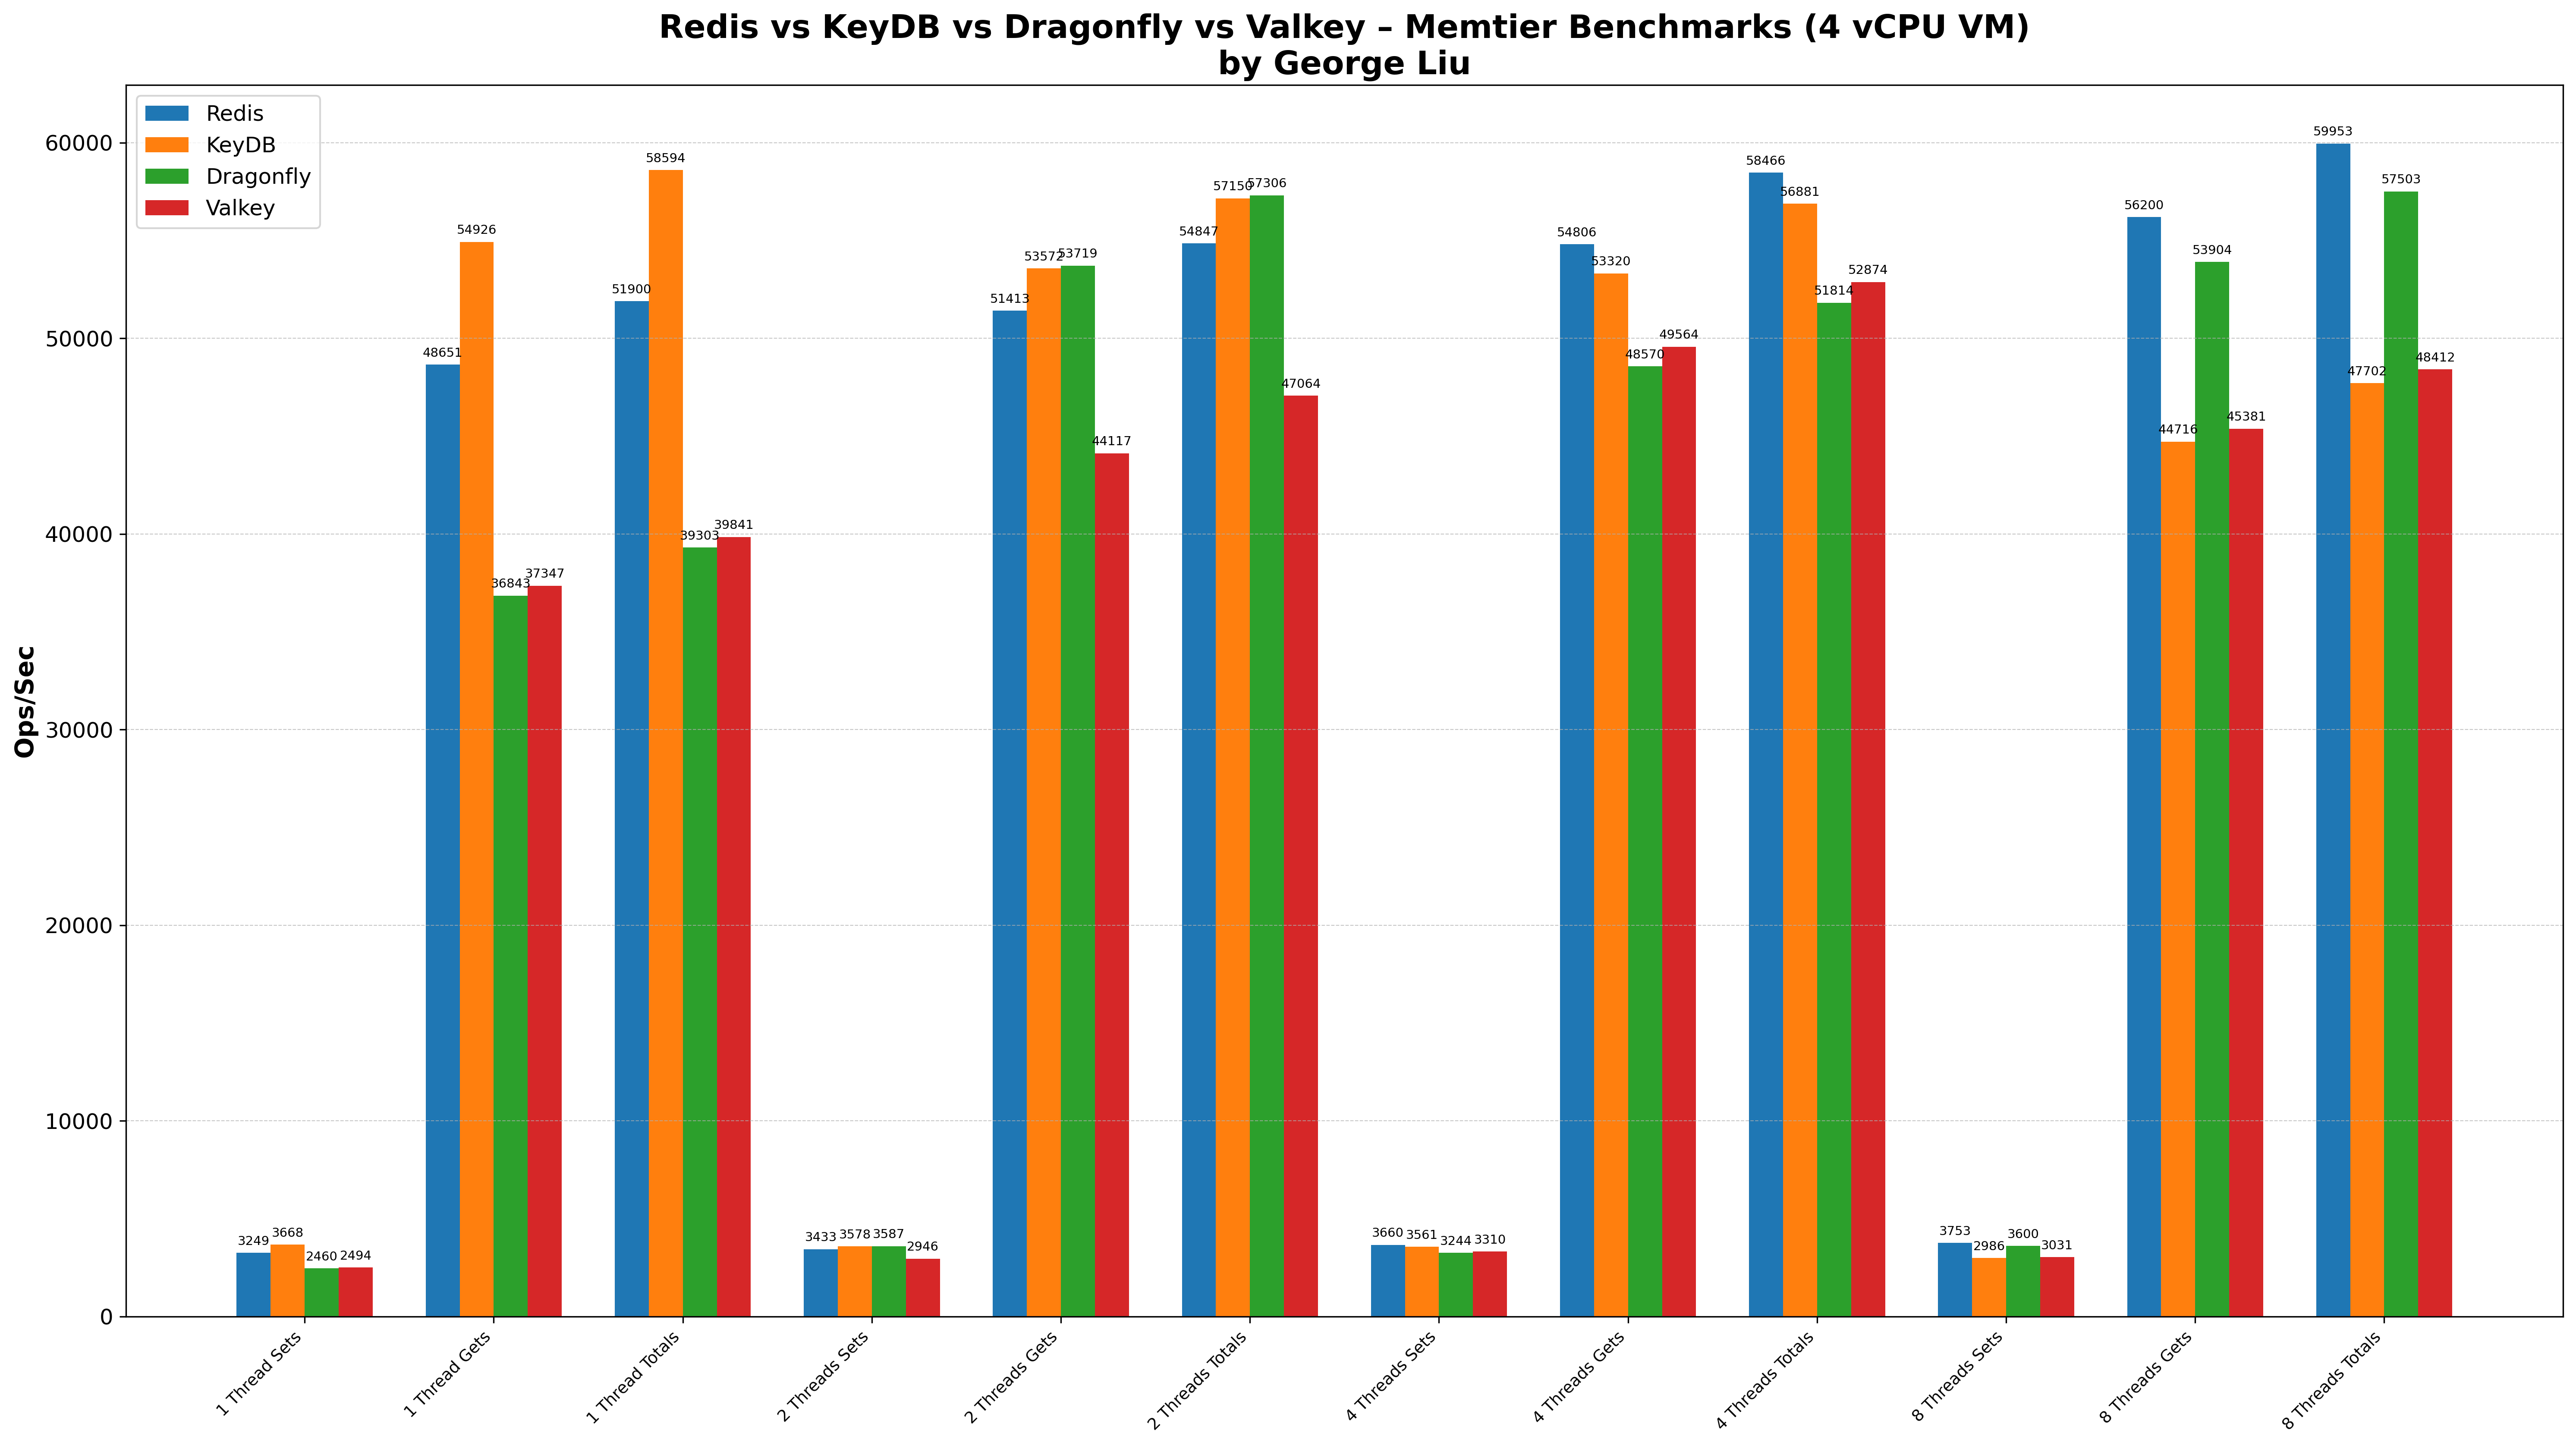 Redis vs KeyDB vs Dragonfly vs Valkey – Memtier Benchmarks (4 vCPU VM)
by George Liu
Redis
KeyDB
Dragonfly
Valkey
Ops/Sec
60000
50000
40000
30000
20000
10000
0
3249 3668 2460 2494
48651 54926 36843 37347
51900 58594 39303 39841
3433 3578 3587 2946
51413 53572 53719 44117
54847 57150 57306 47064
3660 3561 3244 3310
54806 53320 48570 49564
58466 56881 51814 52874
3753 2986 3600 3031
56200 44716 53904 45381
59953 47702 57503 48412
1 Thread Sets
1 Thread Gets
1 Thread Totals
2 Threads Sets
2 Threads Gets
2 Threads Totals
4 Threads Sets
4 Threads Gets
4 Threads Totals
8 Threads Sets
8 Threads Gets
8 Threads Totals